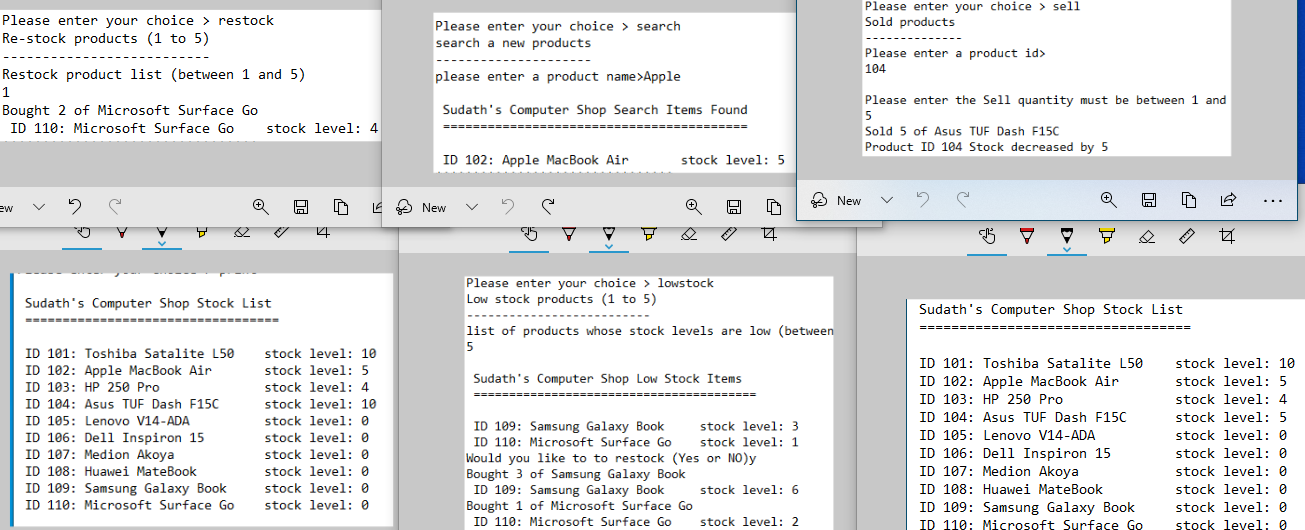 Please enter your choice > restock
Re-stock products (1 to 5)
-------------------------
Restock product list (between 1 and 5)
1
Bought 2 of Microsoft Surface Go
ID 110: Microsoft Surface Go stock level: 4
Please enter your choice > search
search a new products
---------------------
please enter a product name>Apple
Sudath's Computer Shop Search Items Found
=========================================
ID 102: Apple MacBook Air stock level: 5
Please enter your choice > sell
Sold products
-------------
Please enter a product id>
104
Please enter the Sell quantity must be between 1 and
5
Sold 5 of Asus TUF Dash F15C
Product ID 104 Stock decreased by 5
ew
New
New
Sudath's Computer Shop Stock List
==================================
ID 101: Toshiba Satalite L50 stock level: 10
ID 102: Apple MacBook Air stock level: 5
ID 103: HP 250 Pro stock level: 4
ID 104: Asus TUF Dash F15C stock level: 10
ID 105: Lenovo V14-ADA stock level: 0
ID 106: Dell Inspiron 15 stock level: 0
ID 107: Medion Akoya stock level: 0
ID 108: Huawei MateBook stock level: 0
ID 109: Samsung Galaxy Book stock level: 0
ID 110: Microsoft Surface Go stock level: 0
Please enter your choice > lowstock
Low stock products (1 to 5)
-------------------------
list of products whose stock levels are low (between
5
Sudath's Computer Shop Low Stock Items
======================================
ID 109: Samsung Galaxy Book stock level: 3
ID 110: Microsoft Surface Go stock level: 1
Would you like to to restock (Yes or NO)y
Bought 3 of Samsung Galaxy Book
ID 109: Samsung Galaxy Book stock level: 6
Bought 1 of Microsoft Surface Go
ID 110: Microsoft Surface Go stock level: 2
Sudath's Computer Shop Stock List
==================================
ID 101: Toshiba Satalite L50 stock level: 10
ID 102: Apple MacBook Air stock level: 5
ID 103: HP 250 Pro stock level: 4
ID 104: Asus TUF Dash F15C stock level: 5
ID 105: Lenovo V14-ADA stock level: 0
ID 106: Dell Inspiron 15 stock level: 0
ID 107: Medion Akoya stock level: 0
ID 108: Huawei MateBook stock level: 0
ID 109: Samsung Galaxy Book stock level: 0
ID 110: Microsoft Surface Go stock level: 0